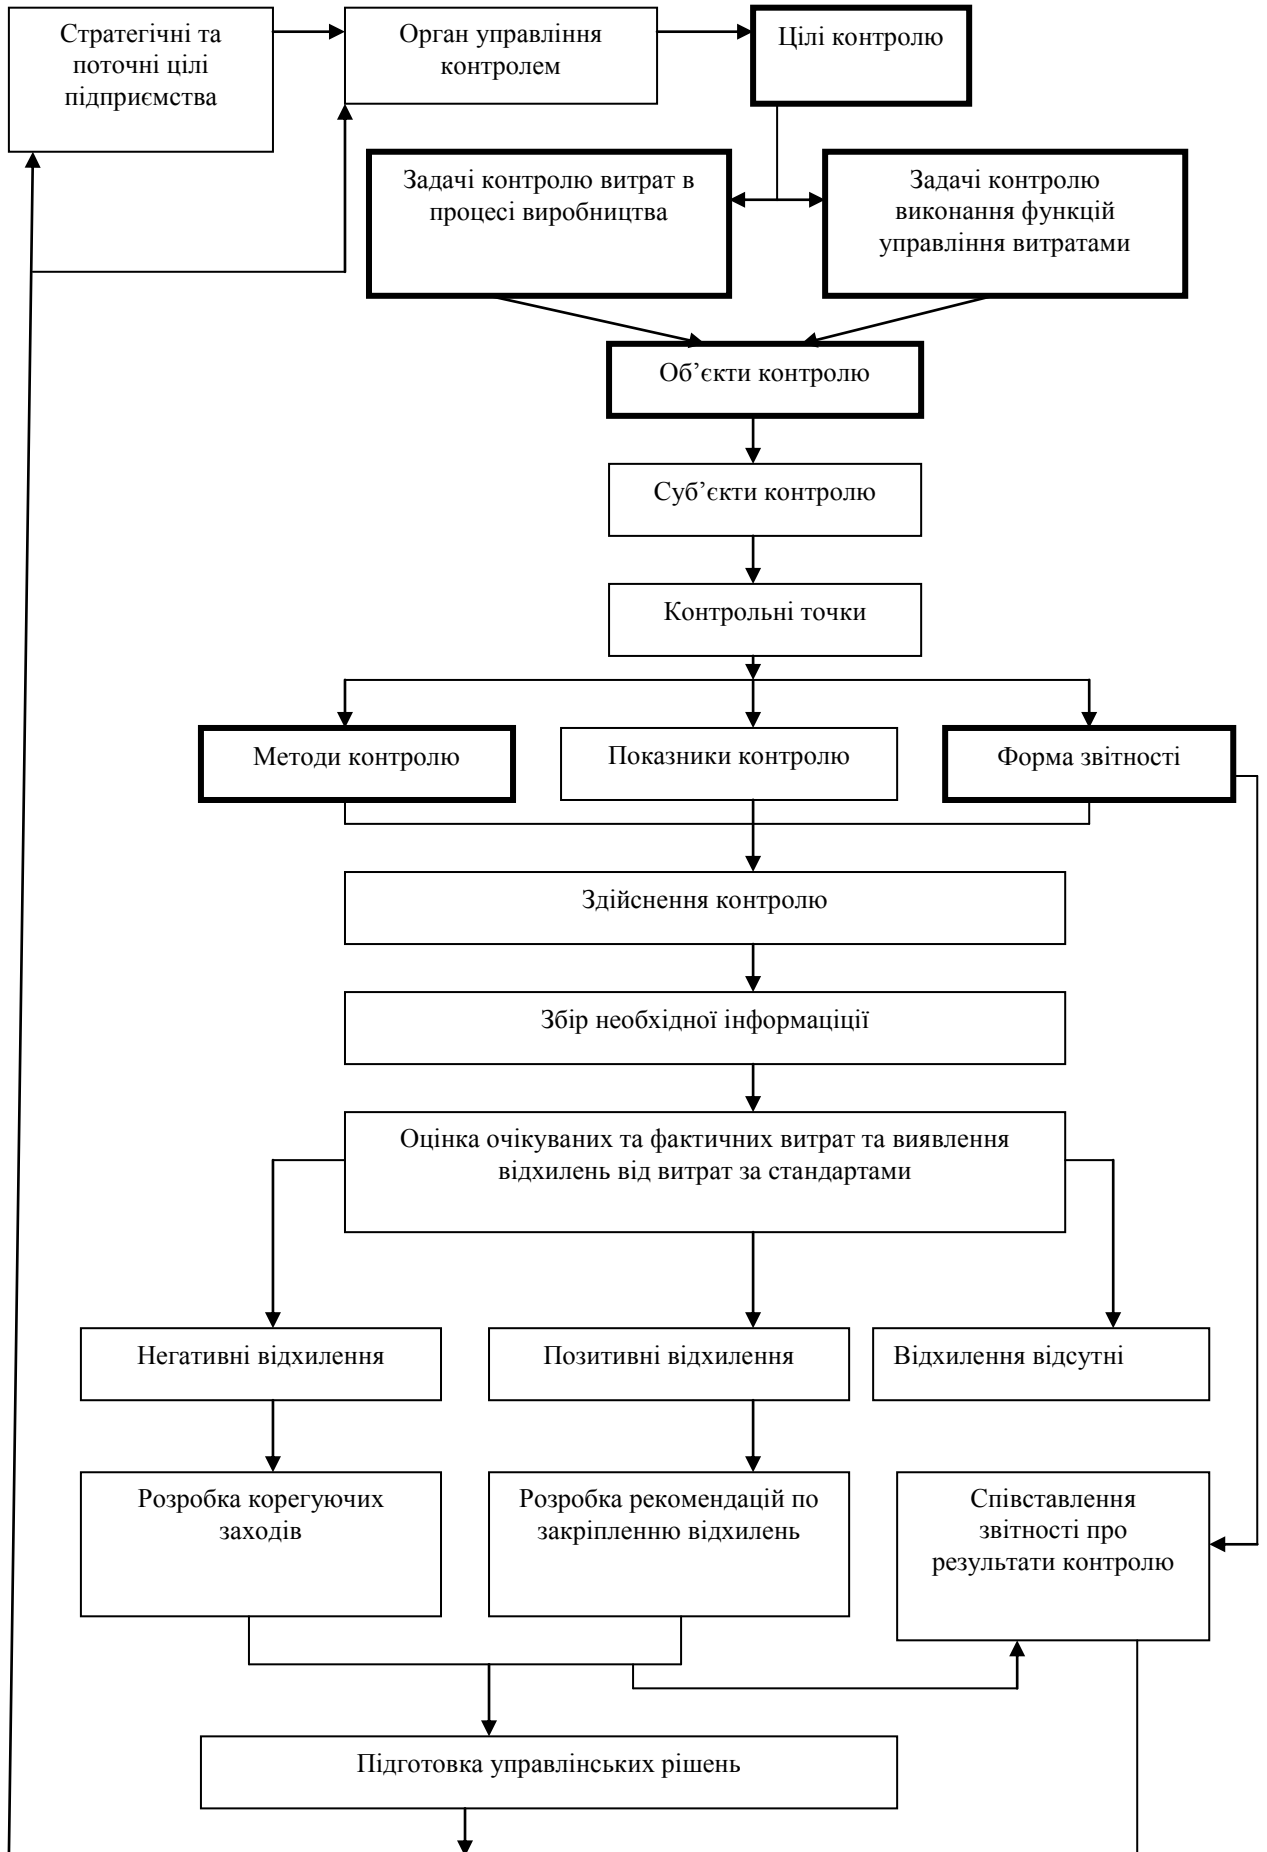 Стратегічні та
поточні цілі
підприємства
Орган управління
контролем
Цілі контролю
Задачі контролю витрат в
процесі виробництва
Задачі контролю
виконання функцій
управління витратами
Об’єкти контролю
Суб’єкти контролю
Контрольні точки
Методи контролю
Показники контролю
Форма звітності
Здійснення контролю
Збір необхідної інформаціції
Оцінка очікуваних та фактичних витрат та виявлення
відхилень від витрат за стандартами
Негативні відхилення
Позитивні відхилення
Відхилення відсутні
Розробка корегуючих
заходів
Розробка рекомендацій по
закріпленню відхилень
Співставлення
звітності про
результати контролю
Підготовка управлінських рішень